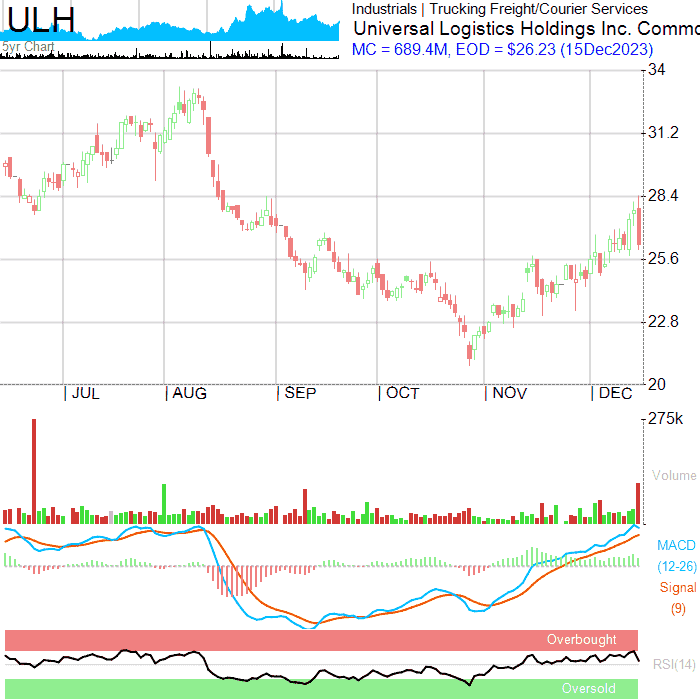 ULH
5yr Chart
Industrials | Trucking Freight/Courier Services
Universal Logistics Holdings Inc. Commo
MC = 689.4M, EOD = $26.23 (15Dec2023)
34
31.2
28.4
25.6
22.8
20
JUL AUG SEP OCT NOV DEC
275k
Volume
MACD
(12-26)
Signal
(9)
Overbought
RSI(14)
Oversold